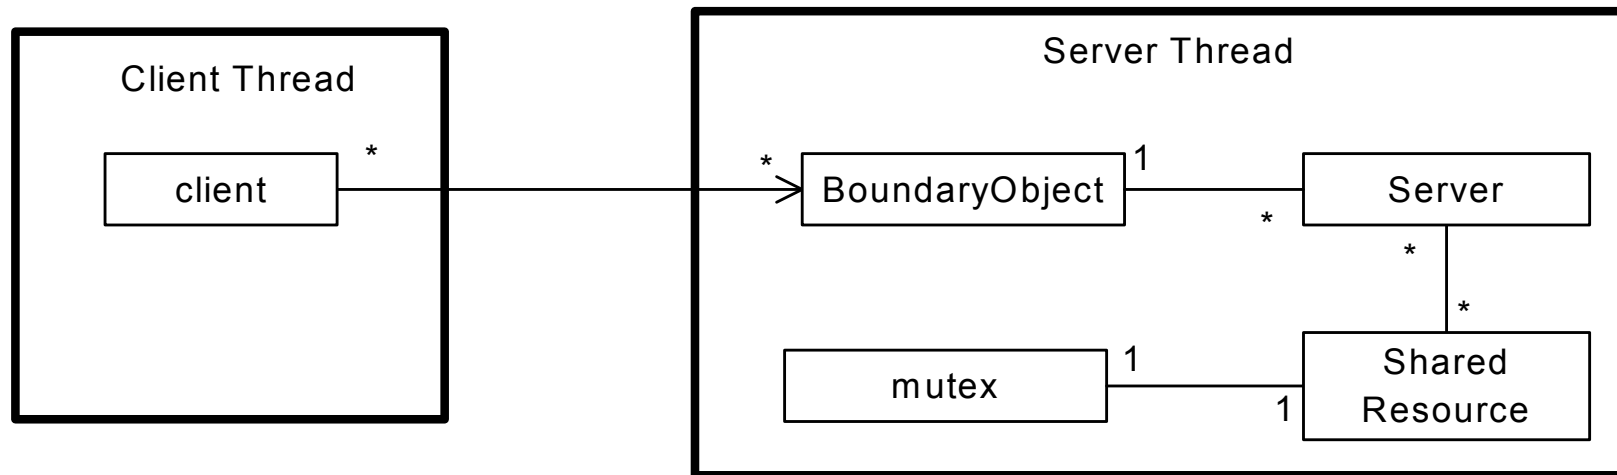 Client Thread
Server Thread
*
*
1
client
BoundaryObject
Server
*
*
*
1
mutex
Shared
Resource
1